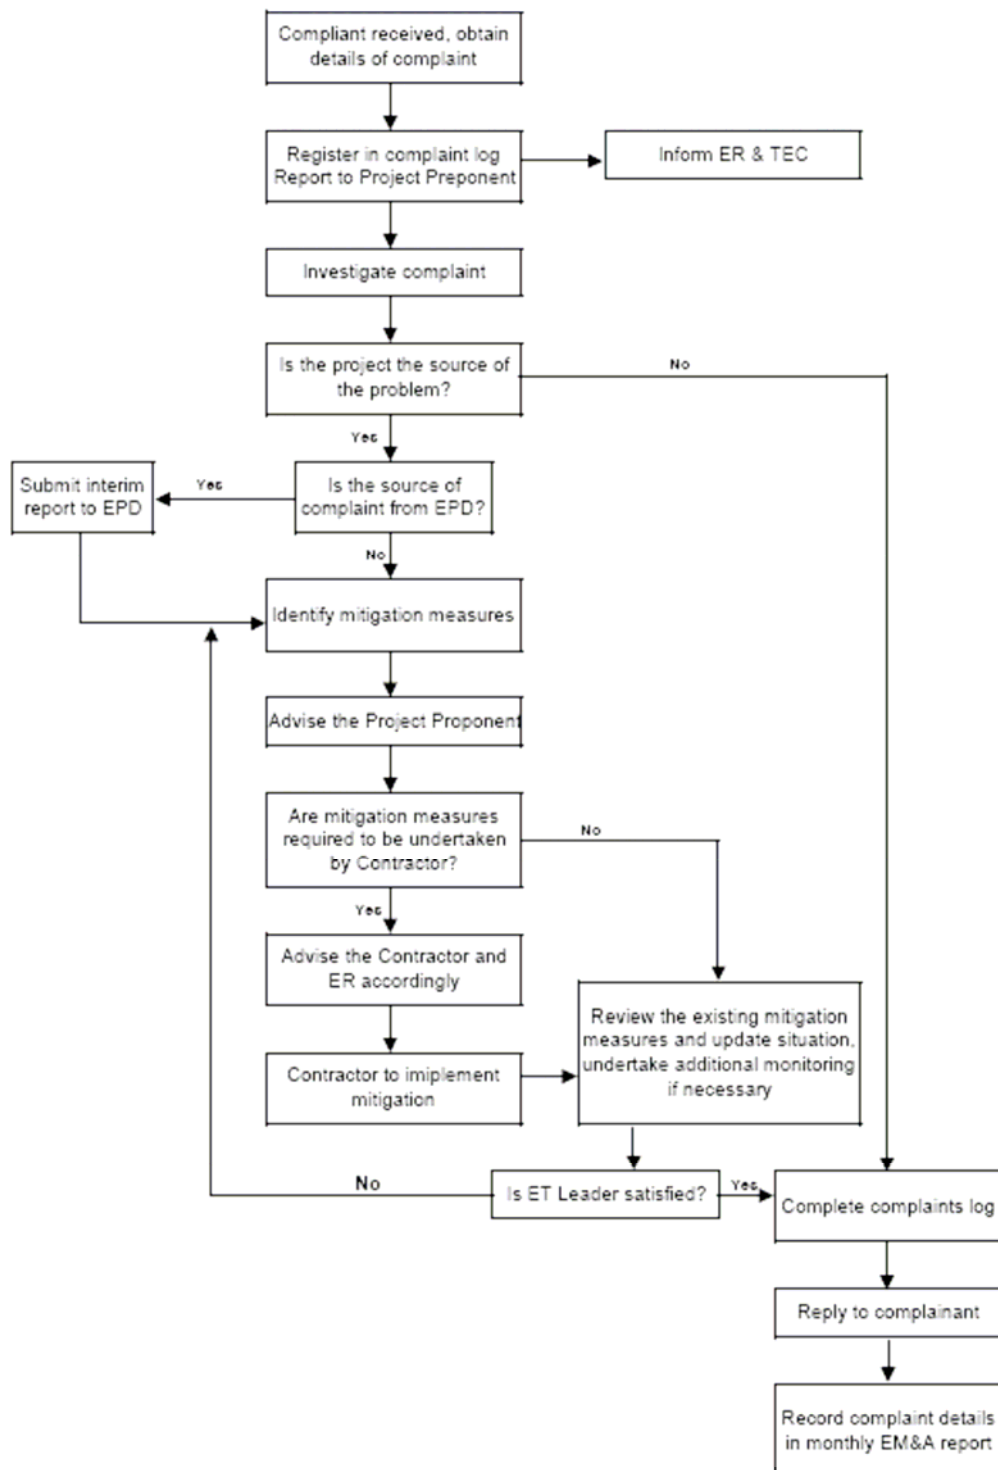 Compliant received, obtain
details of complaint
Register in complaint log
Report to Project Preponent
Inform ER & TEC
Investigate complaint
Is the project the source of
the problem?
No
Yes
Submit interim
report to EPD
Yes
Is the source of
complaint from EPD?
No
Identify mitigation measures
Advise the Project Proponent
Are mitigation measures
required to be undertaken
by Contractor?
No
Yes
Advise the Contractor and
ER accordingly
Review the existing mitigation
measures and update situation,
undertake additional monitoring
if necessary
Contractor to imiplement
mitigation
No
Is ET Leader satisfied?
Yes
Complete complaints log
Reply to complainant
Record complaint details
in monthly EM&A report